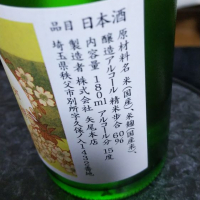 品目 日本酒
原材料名 米(国産)、米麹(国産米)、
醸造アルコール 精米歩合 60%
内容量 180ml アルコール分 15度
製造者 株式会社 矢尾本店
埼玉県秩父市別所字久保ノ入1432番地